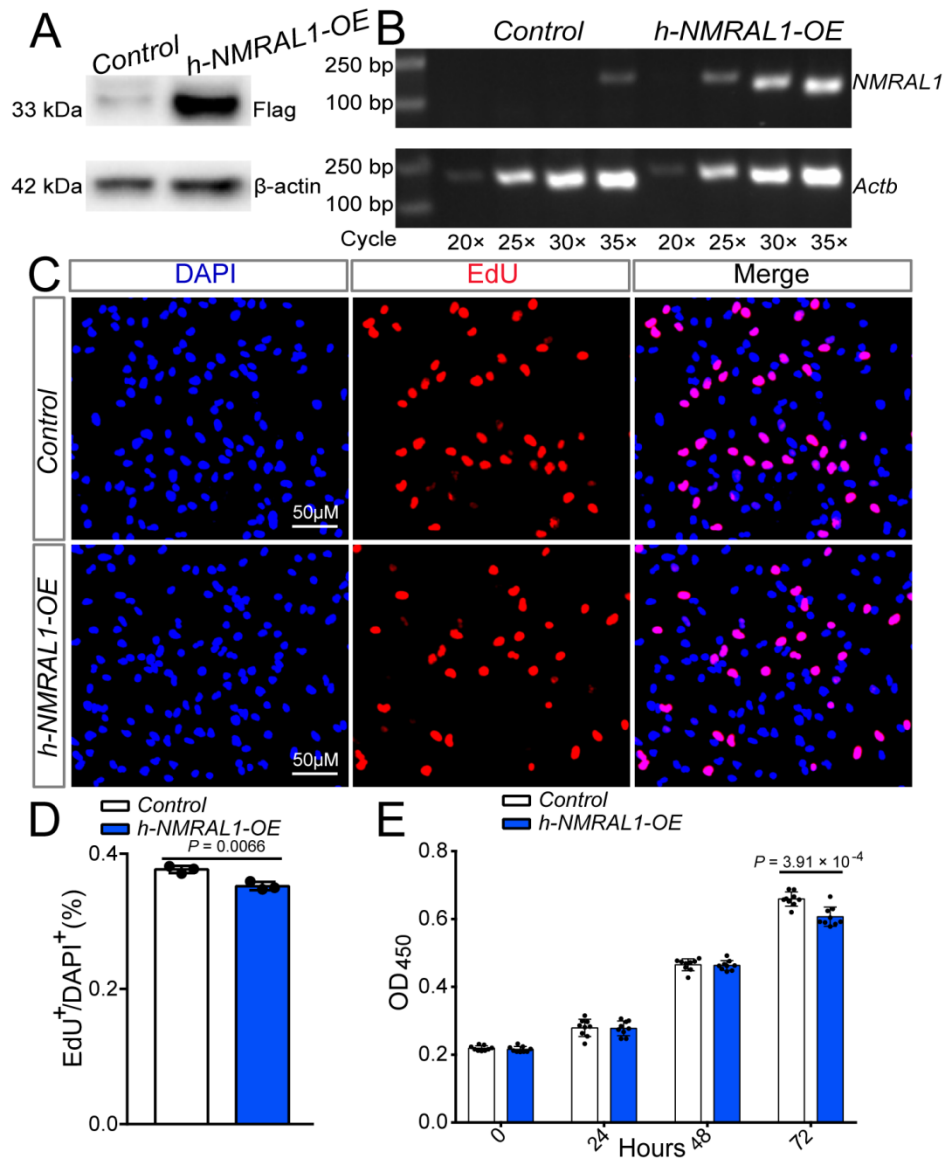 A
Control
h-NMRAL1-OE
33 kDa
Flag
42 kDa
β-actin
B
Control
h-NMRAL1-OE
250 bp
100 bp
NMRAL1
250 bp
100 bp
Actb
Cycle 20× 25× 30× 35× 20× 25× 30× 35×
C
DAPI
EdU
Merge
Control
50μM
h-NMRAL1-OE
50μM
D
Control
h-NMRAL1-OE
P = 0.0066
EdU⁺/DAPI⁺(%)
0.4
0.2
0.0
E
Control
h-NMRAL1-OE
P = 3.91 × 10⁻⁴
OD450
0.8
0.6
0.4
0.2
0.0
0 24 48 72
Hours